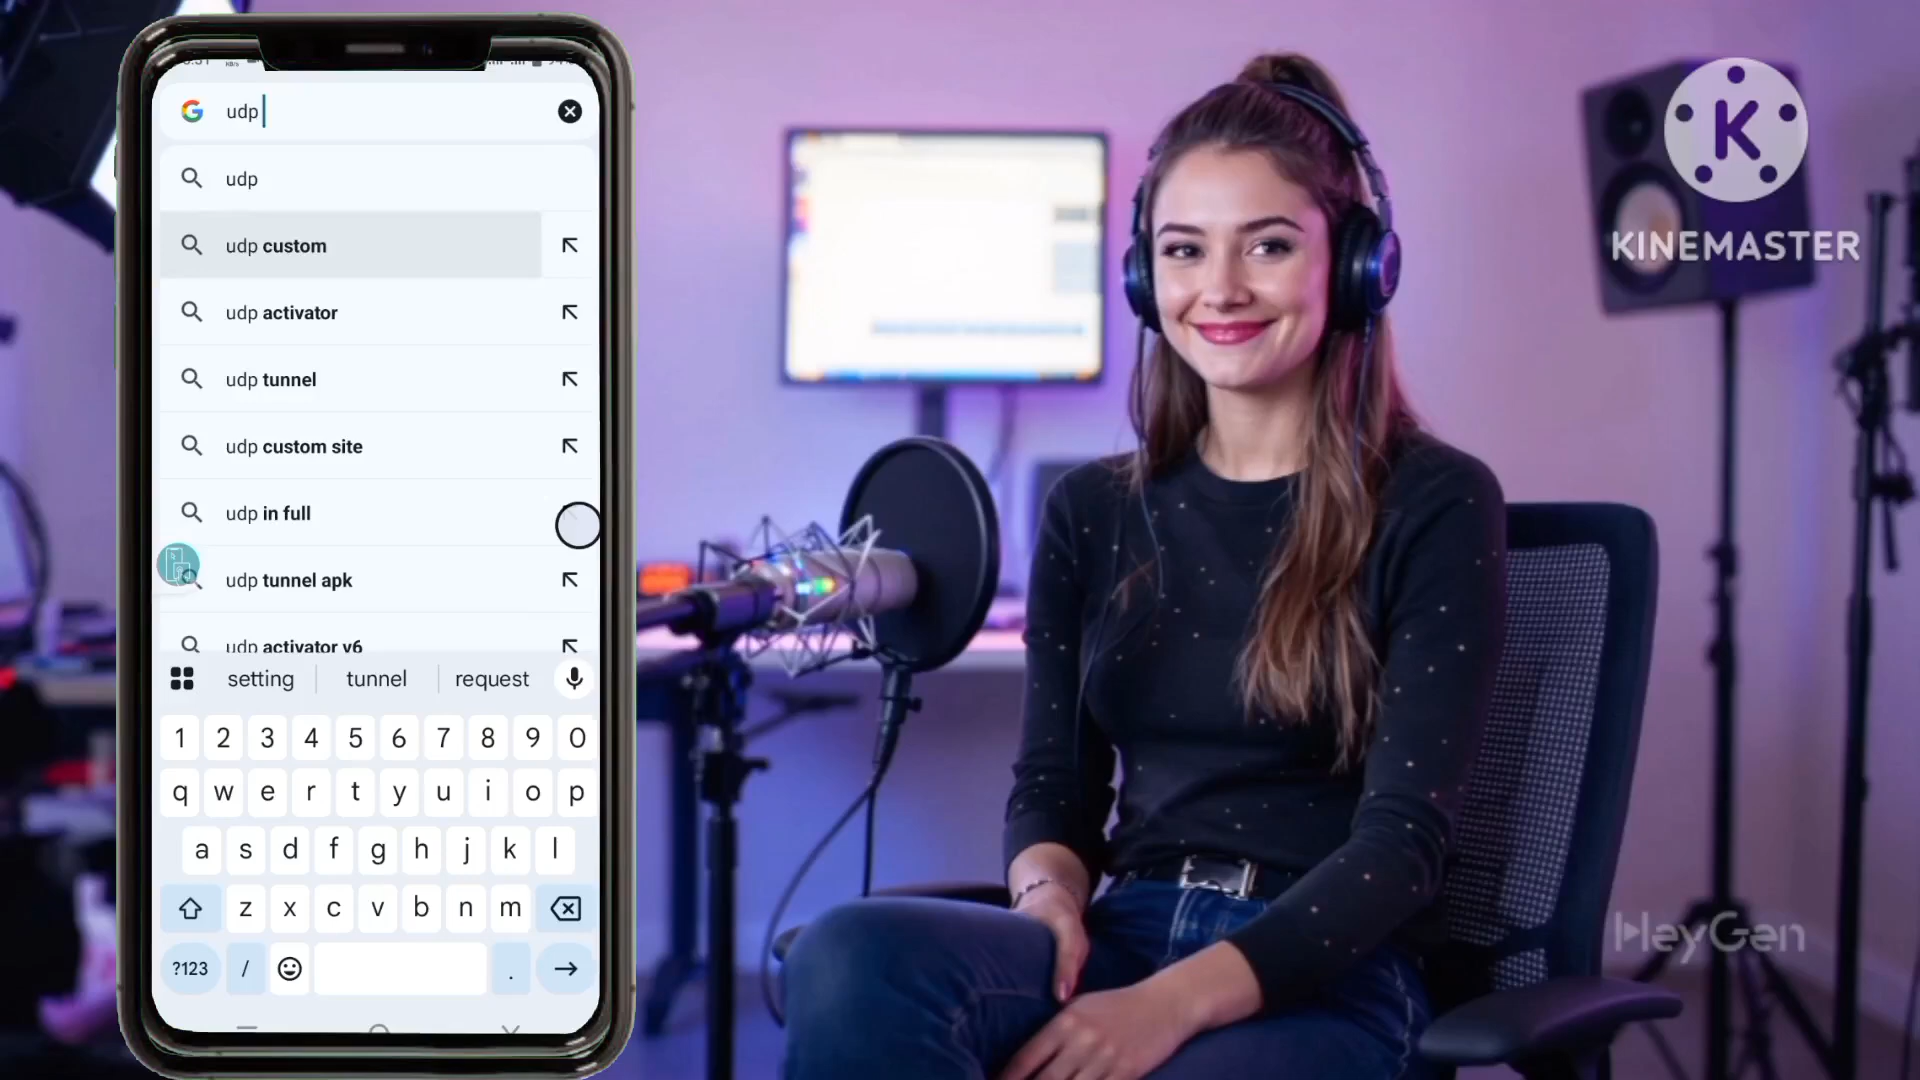 udp
udp
udp custom
udp activator
udp tunnel
udp custom site
udp in full
udp tunnel apk
udp activator v6
setting tunnel request
1 2 3 4 5 6 7 8 9 0
q w e r t y u i o p
a s d f g h j k l
z x c v b n m
?123 / .
K
KINEMASTER
HeyGen